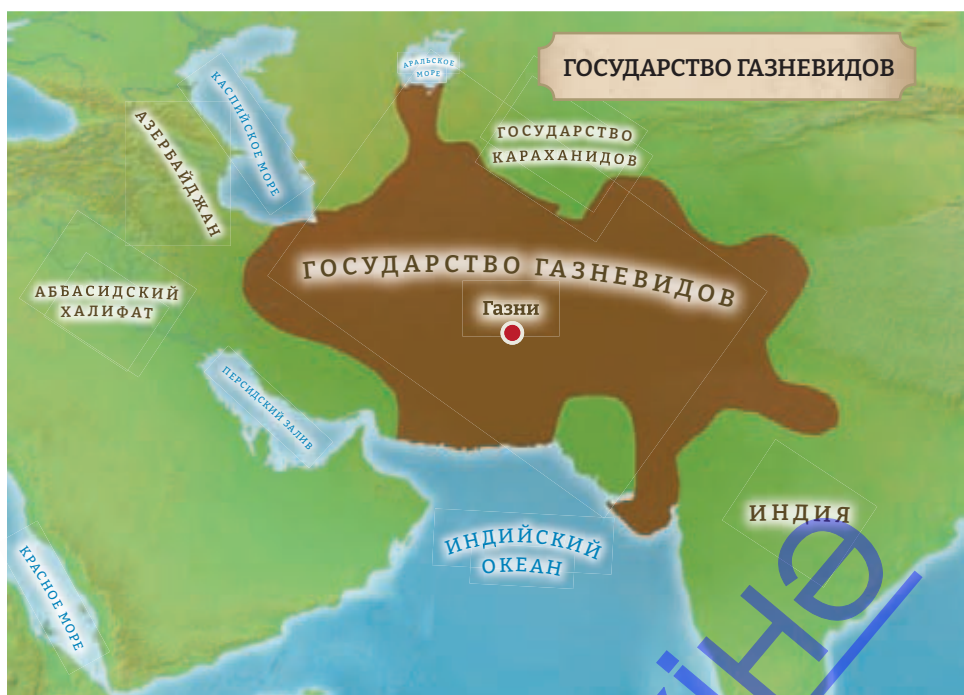 ГОСУДАРСТВО ГАЗНЕВИДОВ
АРАЛЬСКОЕ
МОРЕ
КАСПИЙСКОЕ МОРЕ
АЗЕРБАЙДЖАН
ГОСУДАРСТВО
КАРАХАНИДОВ
ГОСУДАРСТВО ГАЗНЕВИДОВ
Газни
АББАСИДСКИЙ
ХАЛИФАТ
ПЕРСИДСКИЙ ЗАЛИВ
ИНДИЯ
ИНДИЙСКИЙ
ОКЕАН
КРАСНОЕ МОРЕ